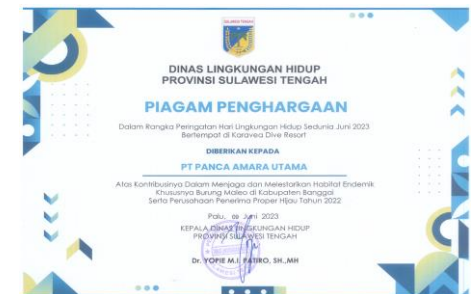 DINAS LINGKUNGAN HIDUP
PROVINSI SULAWESI TENGAH
PIAGAM PENGHARGAAN
Dalam Rangka Peringatan Hari Lingkungan Hidup Sedunia Juni 2023
Bertempat di Karavea Dive Resort
DIBERIKAN KEPADA
PT PANCA AMARA UTAMA
Atas Kontribusinya Dalam Menjaga dan Melestarikan Habitat Endemik
Khususnya Burung Maleo di Kabupaten Banggai
Serta Perusahaan Penerima Proper Hijau Tahun 2022
Palu, Juni 2023
KEPALA DINAS LINGKUNGAN HIDUP
PROVINSI SULAWESI TENGAH
Dr. YOPIE M.I. PATIRO, SH.,MH